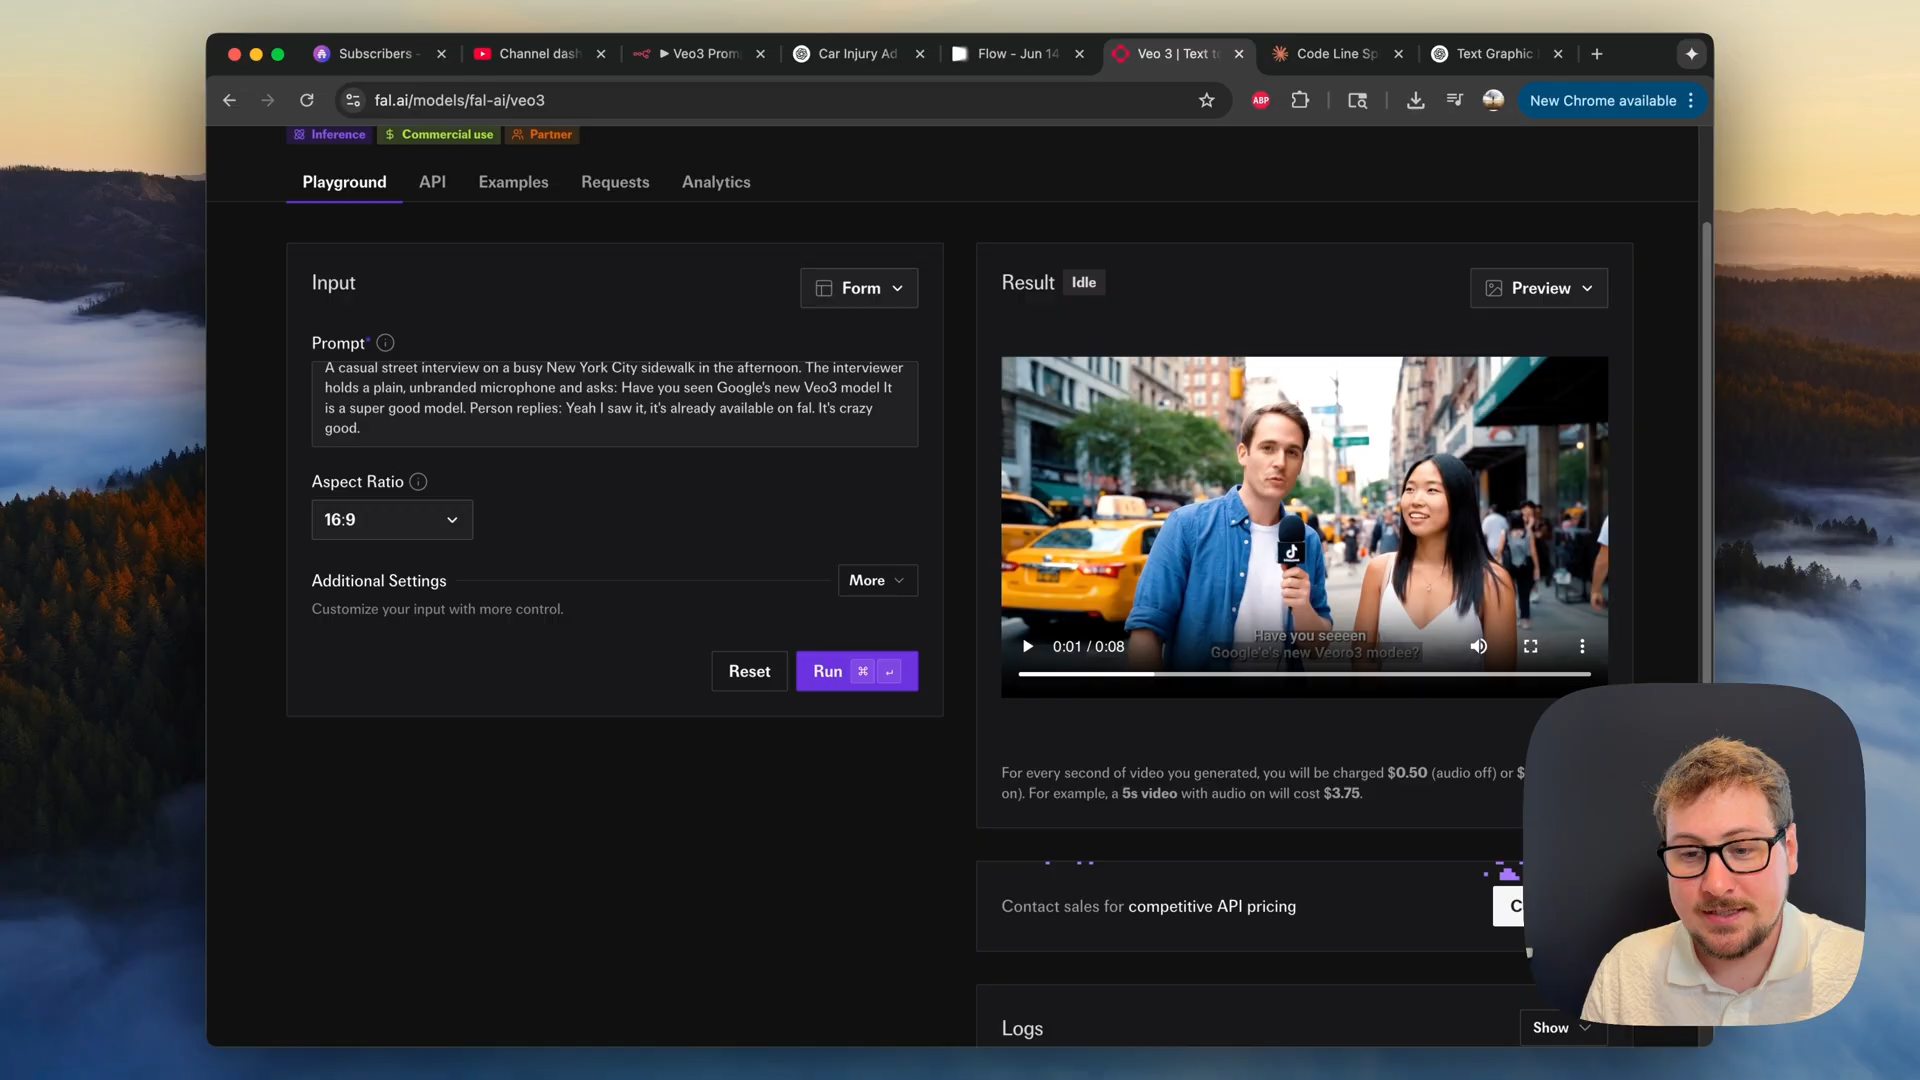 Subscribers -
Channel dash
▶ Veo3 Prom
Car Injury Ad
Flow - Jun 14
Veo 3 | Text t
Code Line Sp
Text Graphic
fal.ai/models/fal-ai/veo3
ABP
New Chrome available
Inference
$ Commercial use
Partner
Playground
API
Examples
Requests
Analytics
Input
Form
Prompt*
A casual street interview on a busy New York City sidewalk in the afternoon. The interviewer
holds a plain, unbranded microphone and asks: Have you seen Google's new Veo3 model It
is a super good model. Person replies: Yeah I saw it, it's already available on fal. It's crazy
good.
Aspect Ratio
16:9
Additional Settings
More
Customize your input with more control.
Reset
Run ⌘ ↵
Result
Idle
Preview
Have you seeeen
Google'e's new Veoro3 modee?
0:01 / 0:08
For every second of video you generated, you will be charged $0.50 (audio off) or $
on). For example, a 5s video with audio on will cost $3.75.
Contact sales for competitive API pricing
C
Logs
Show